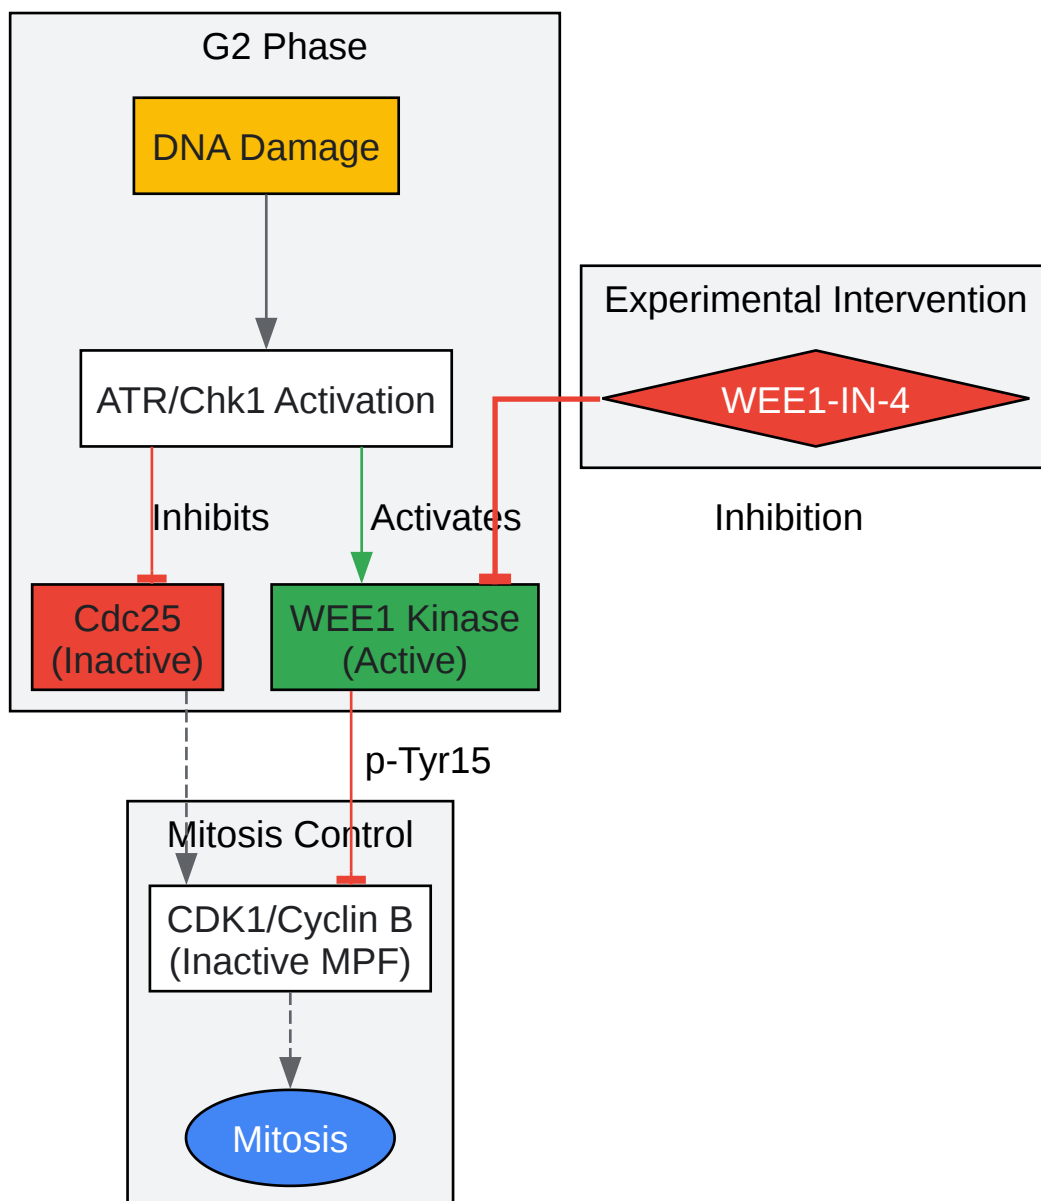 G2 Phase
DNA Damage
Experimental Intervention
ATR/Chk1 Activation
WEE1-IN-4
Inhibits
Activates
Inhibition
Cdc25
(Inactive)
WEE1 Kinase
(Active)
p-Tyr15
Mitosis Control
CDK1/Cyclin B
(Inactive MPF)
Mitosis